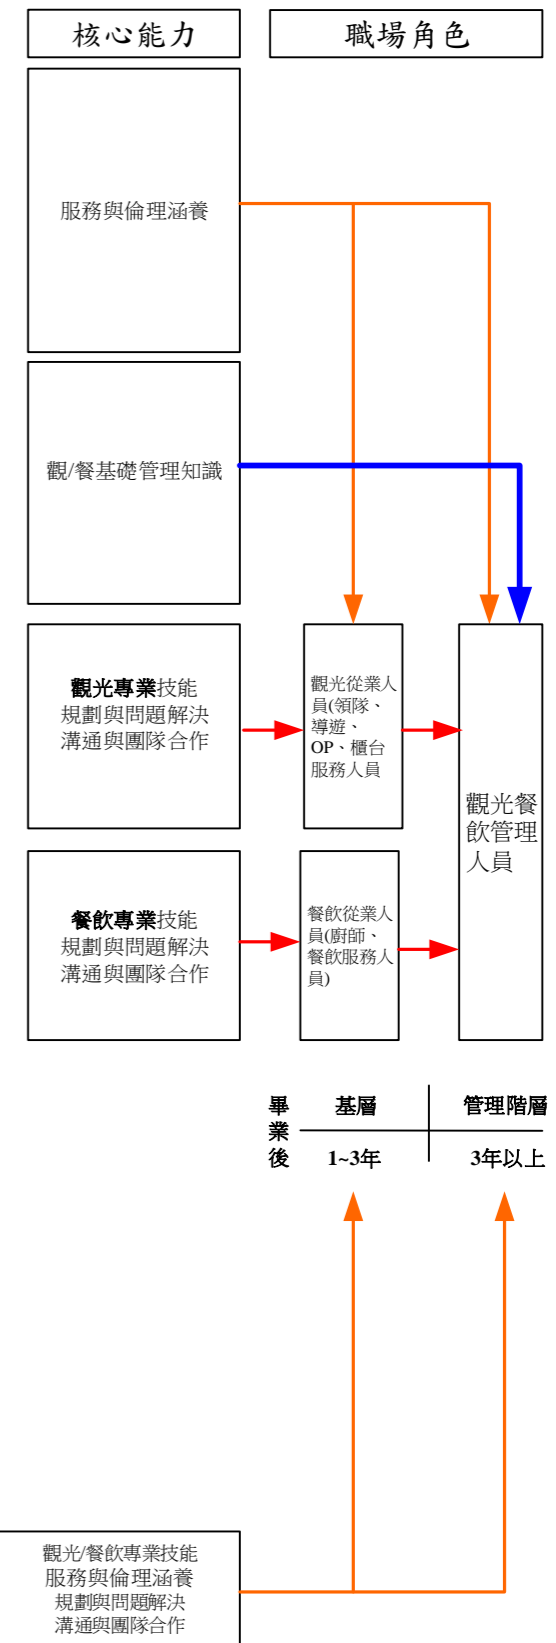 核心能力
職場角色
服務與倫理涵養
觀/餐基礎管理知識
觀光專業技能
規劃與問題解決
溝通與團隊合作
觀光從業人
員(領隊、
導遊、
OP、櫃台
服務人員
觀光餐
飲管理
人員
餐飲專業技能
規劃與問題解決
溝通與團隊合作
餐飲從業人
員(廚師、
餐飲服務人
員)
畢
業
後
基層
管理階層
1~3年
3年以上
觀光/餐飲專業技能
服務與倫理涵養
規劃與問題解決
溝通與團隊合作